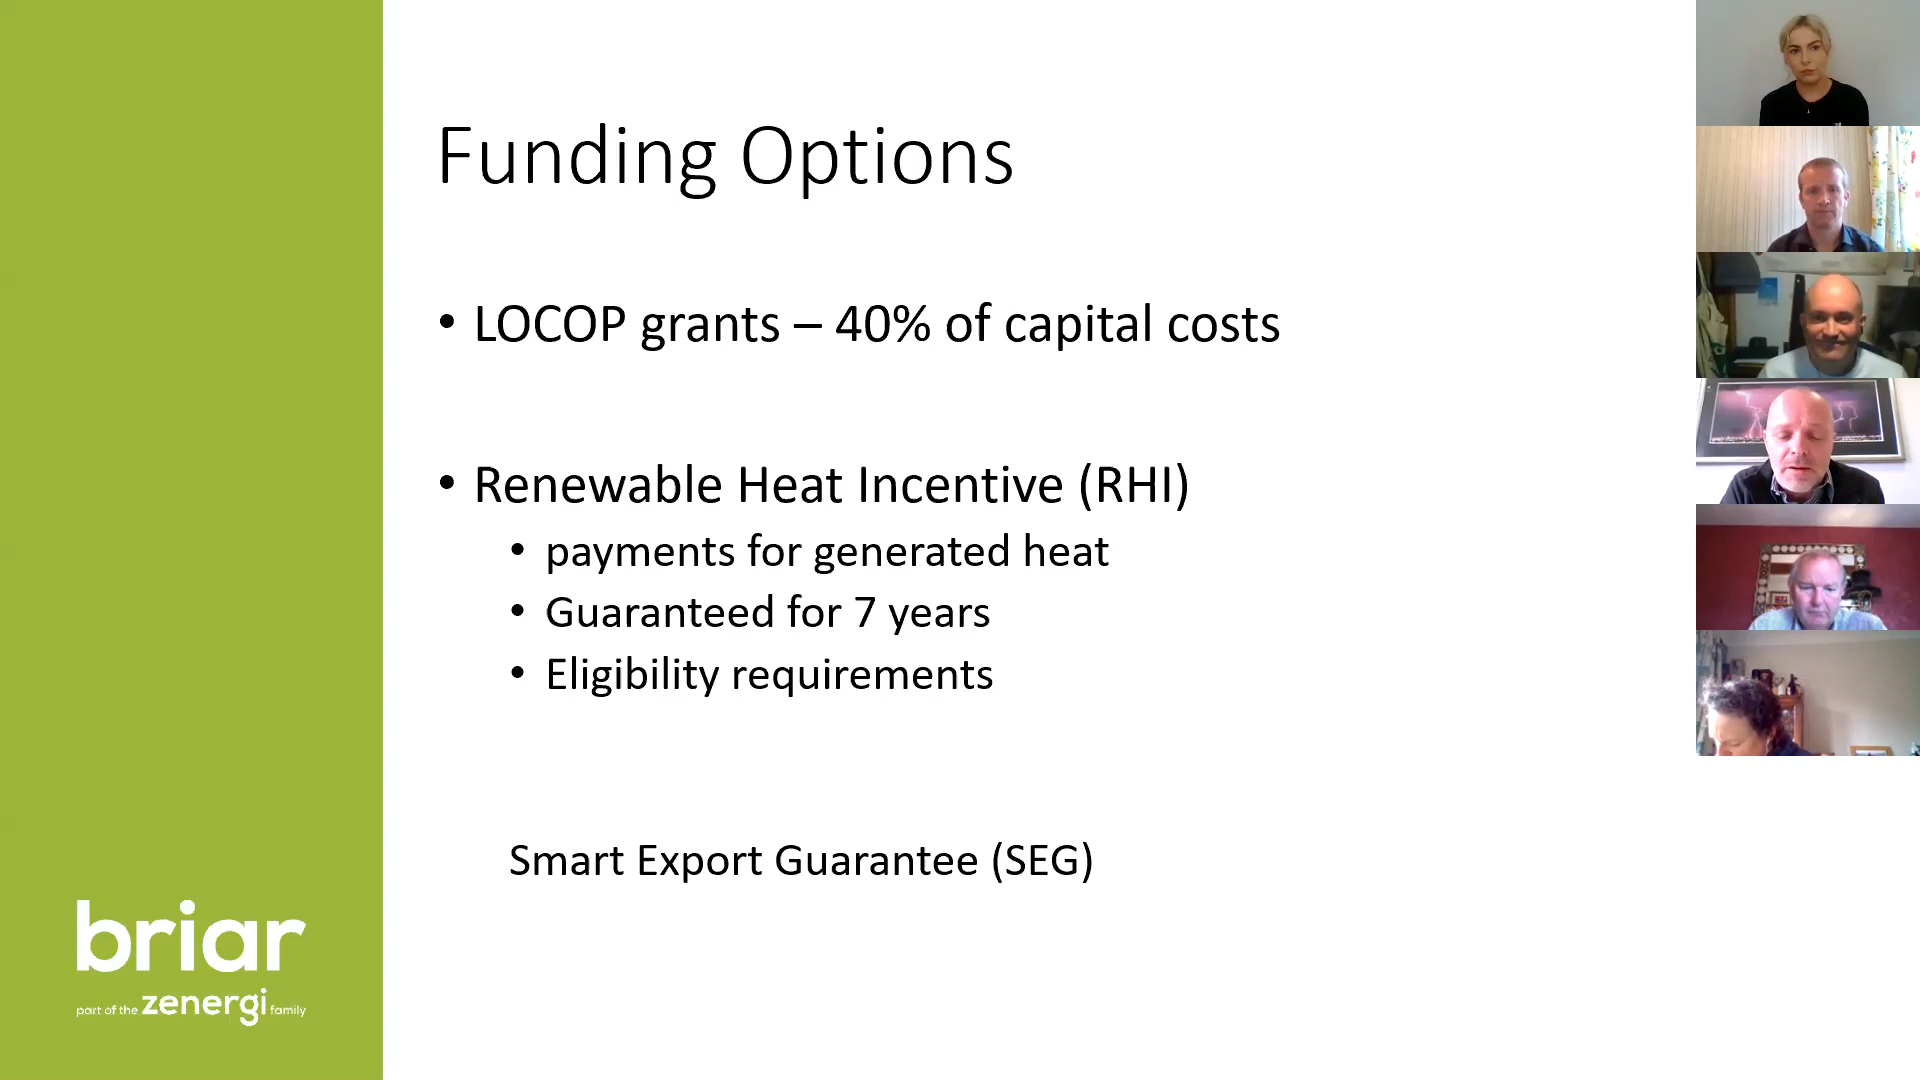 Funding Options
• LOCOP grants – 40% of capital costs
• Renewable Heat Incentive (RHI)
• payments for generated heat
• Guaranteed for 7 years
• Eligibility requirements
Smart Export Guarantee (SEG)
briar
part of the zenergi family